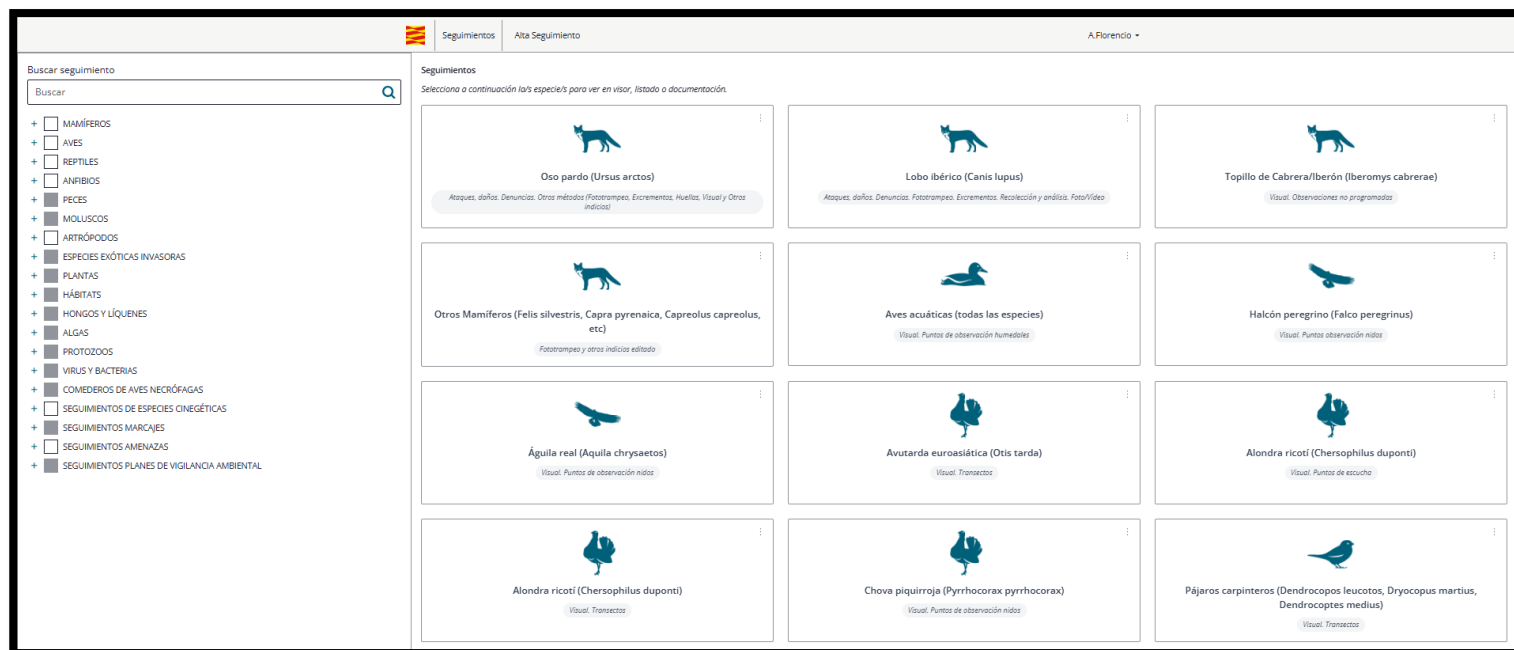 Seguimientos
Alta Seguimiento
A.Florencio
Buscar seguimiento
Buscar
+ MAMÍFEROS
+ AVES
+ REPTILES
+ ANFIBIOS
+ PECES
+ MOLUSCOS
+ ARTRÓPODOS
+ ESPECIES EXÓTICAS INVASORAS
+ PLANTAS
+ HÁBITATS
+ HONGOS Y LÍQUENES
+ ALGAS
+ PROTOZOOS
+ VIRUS Y BACTERIAS
+ COMEDEROS DE AVES NECRÓFAGAS
+ SEGUIMIENTOS DE ESPECIES CINEGÉTICAS
+ SEGUIMIENTOS MARCAJES
+ SEGUIMIENTOS AMENAZAS
+ SEGUIMIENTOS PLANES DE VIGILANCIA AMBIENTAL
Seguimientos
Selecciona a continuación la/s especie/s para ver en visor, listado o documentación.
Oso pardo (Ursus arctos)
Ataques, daños. Denuncias. Otros métodos (Fototrampeo, Excrementos, Huellas, Visual y Otros
indicios)
Lobo ibérico (Canis lupus)
Ataques, daños. Denuncias. Fototrampeo. Excrementos. Recolección y análisis. Foto/Vídeo
Topillo de Cabrera/Iberón (Iberomys cabrerae)
Visual. Observaciones no programadas
Otros Mamíferos (Felis silvestris, Capra pyrenaica, Capreolus capreolus,
etc)
Fototrampeo y otros indicios editado
Aves acuáticas (todas las especies)
Visual. Puntos de observación humedales
Halcón peregrino (Falco peregrinus)
Visual. Puntos de observación nidos
Águila real (Aquila chrysaetos)
Visual. Puntos de observación nidos
Avutarda euroasiática (Otis tarda)
Visual. Transectos
Alondra ricotí (Chersophilus duponti)
Visual. Puntos de escucha
Alondra ricotí (Chersophilus duponti)
Visual. Transectos
Chova piquirroja (Pyrrhocorax pyrrhocorax)
Visual. Puntos de observación nidos
Pájaros carpinteros (Dendrocopos leucotos, Dryocopus martius,
Dendrocoptes medius)
Visual. Transectos